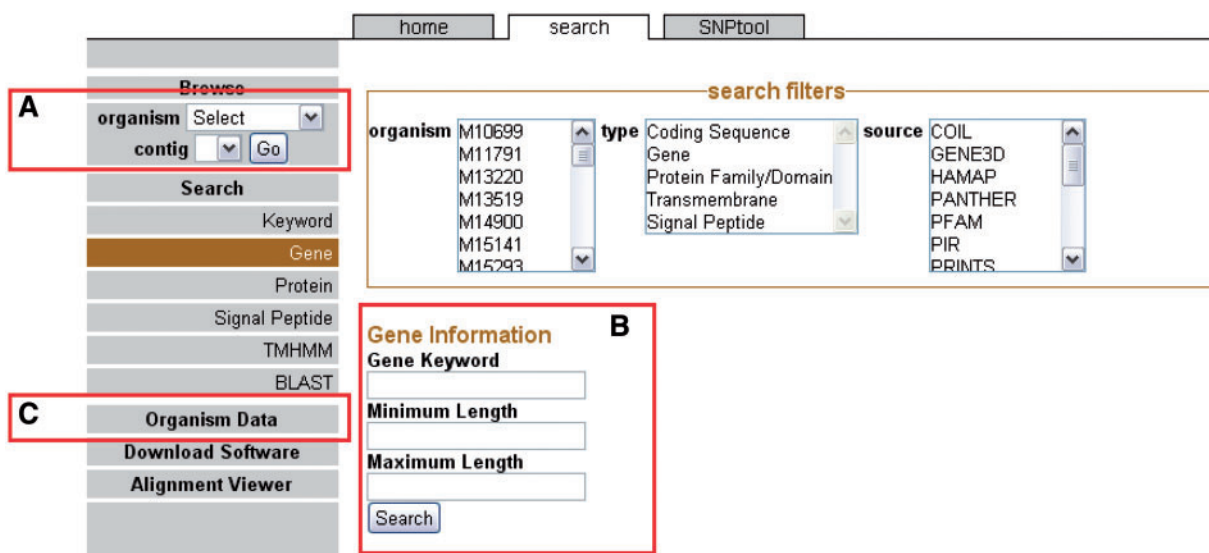 home search SNPtool
Browse
A
organism Select
contig Go
Search
Keyword
Gene
Protein
Signal Peptide
TMHMM
BLAST
C
Organism Data
Download Software
Alignment Viewer
search filters
organism
M10699
M11791
M13220
M13519
M14900
M15141
M15293
type
Coding Sequence
Gene
Protein Family/Domain
Transmembrane
Signal Peptide
source
COIL
GENE3D
HAMAP
PANTHER
PFAM
PIR
PRINTS
B
Gene Information
Gene Keyword
Minimum Length
Maximum Length
Search